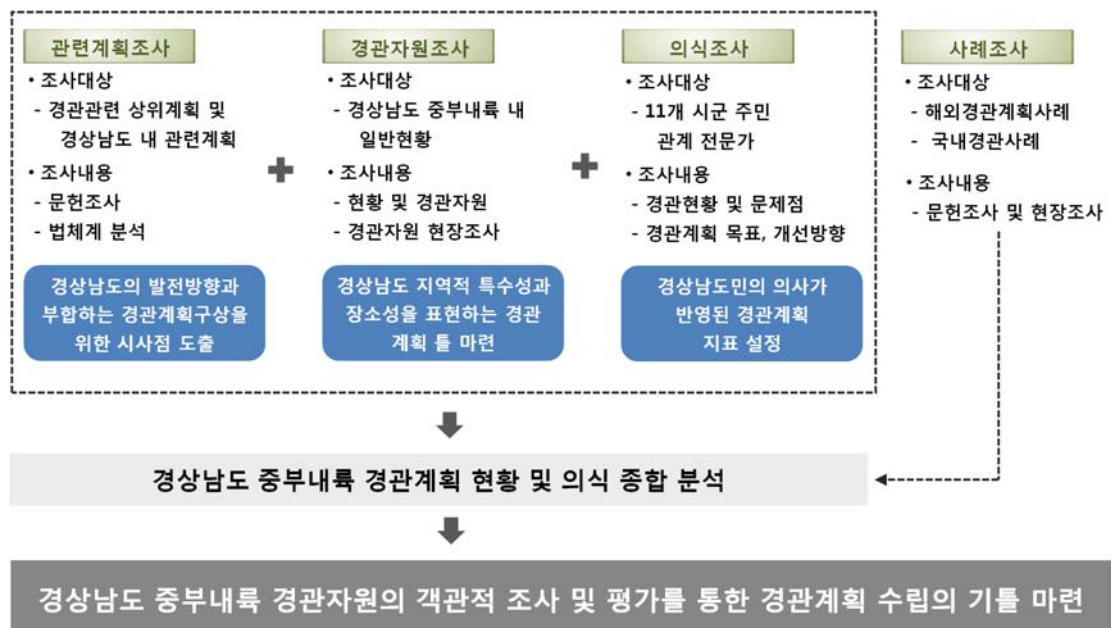 관련계획조사
• 조사대상
- 경관관련 상위계획 및
경상남도 내 관련계획
• 조사내용
- 문헌조사
- 법체계 분석
경상남도의 발전방향과
부합하는 경관계획구상을
위한 시사점 도출
경관자원조사
• 조사대상
- 경상남도 중부내륙 내
일반현황
• 조사내용
- 현황 및 경관자원
- 경관자원 현장조사
경상남도 지역적 특수성과
장소성을 표현하는 경관
계획 틀 마련
의식조사
• 조사대상
- 11개 시군 주민
관계 전문가
• 조사내용
- 경관현황 및 문제점
- 경관계획 목표, 개선방향
경상남도민의 의사가
반영된 경관계획
지표 설정
사례조사
• 조사대상
- 해외경관계획사례
- 국내경관사례
• 조사내용
- 문헌조사 및 현장조사
경상남도 중부내륙 경관계획 현황 및 의식 종합 분석
경상남도 중부내륙 경관자원의 객관적 조사 및 평가를 통한 경관계획 수립의 기틀 마련